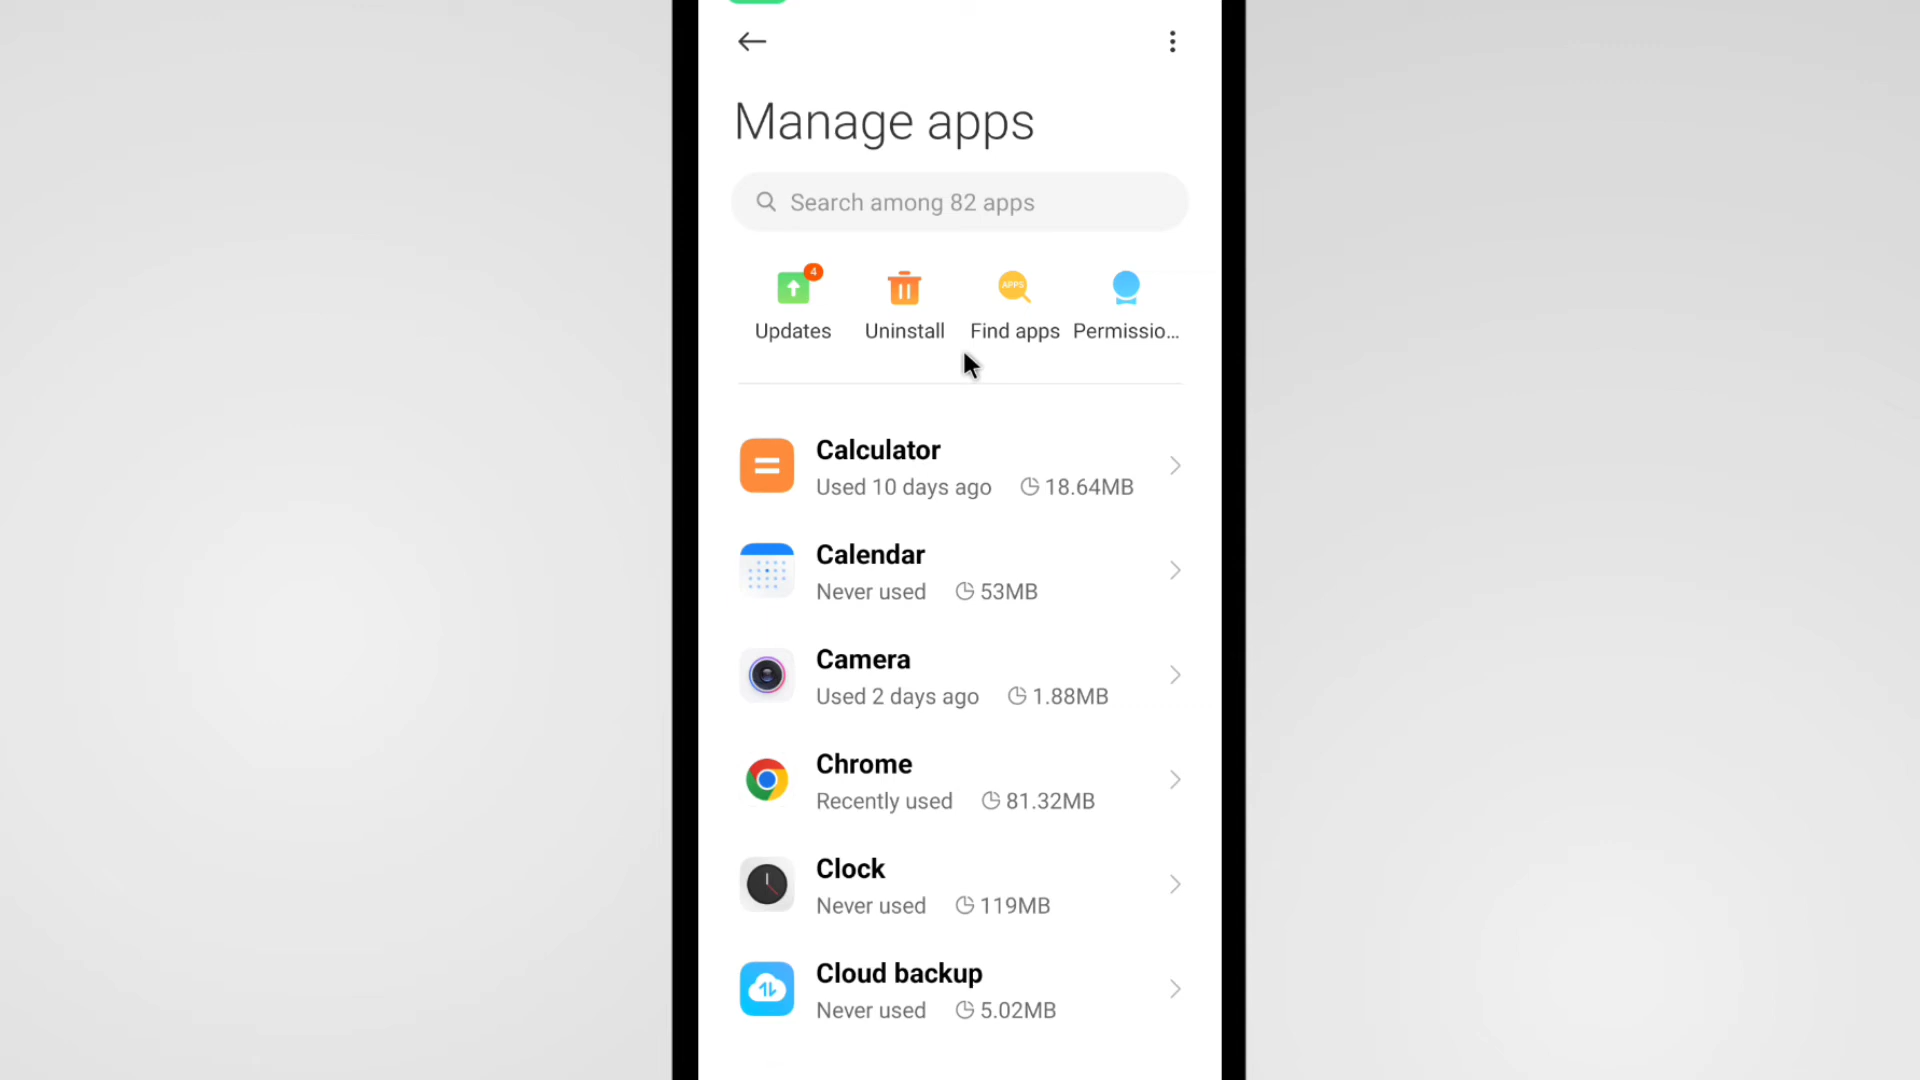 Manage apps
Search among 82 apps
4
APPS
Updates Uninstall Find apps Permissio...
Calculator
Used 10 days ago 18.64MB
Calendar
Never used 53MB
Camera
Used 2 days ago 1.88MB
Chrome
Recently used 81.32MB
Clock
Never used 119MB
Cloud backup
Never used 5.02MB